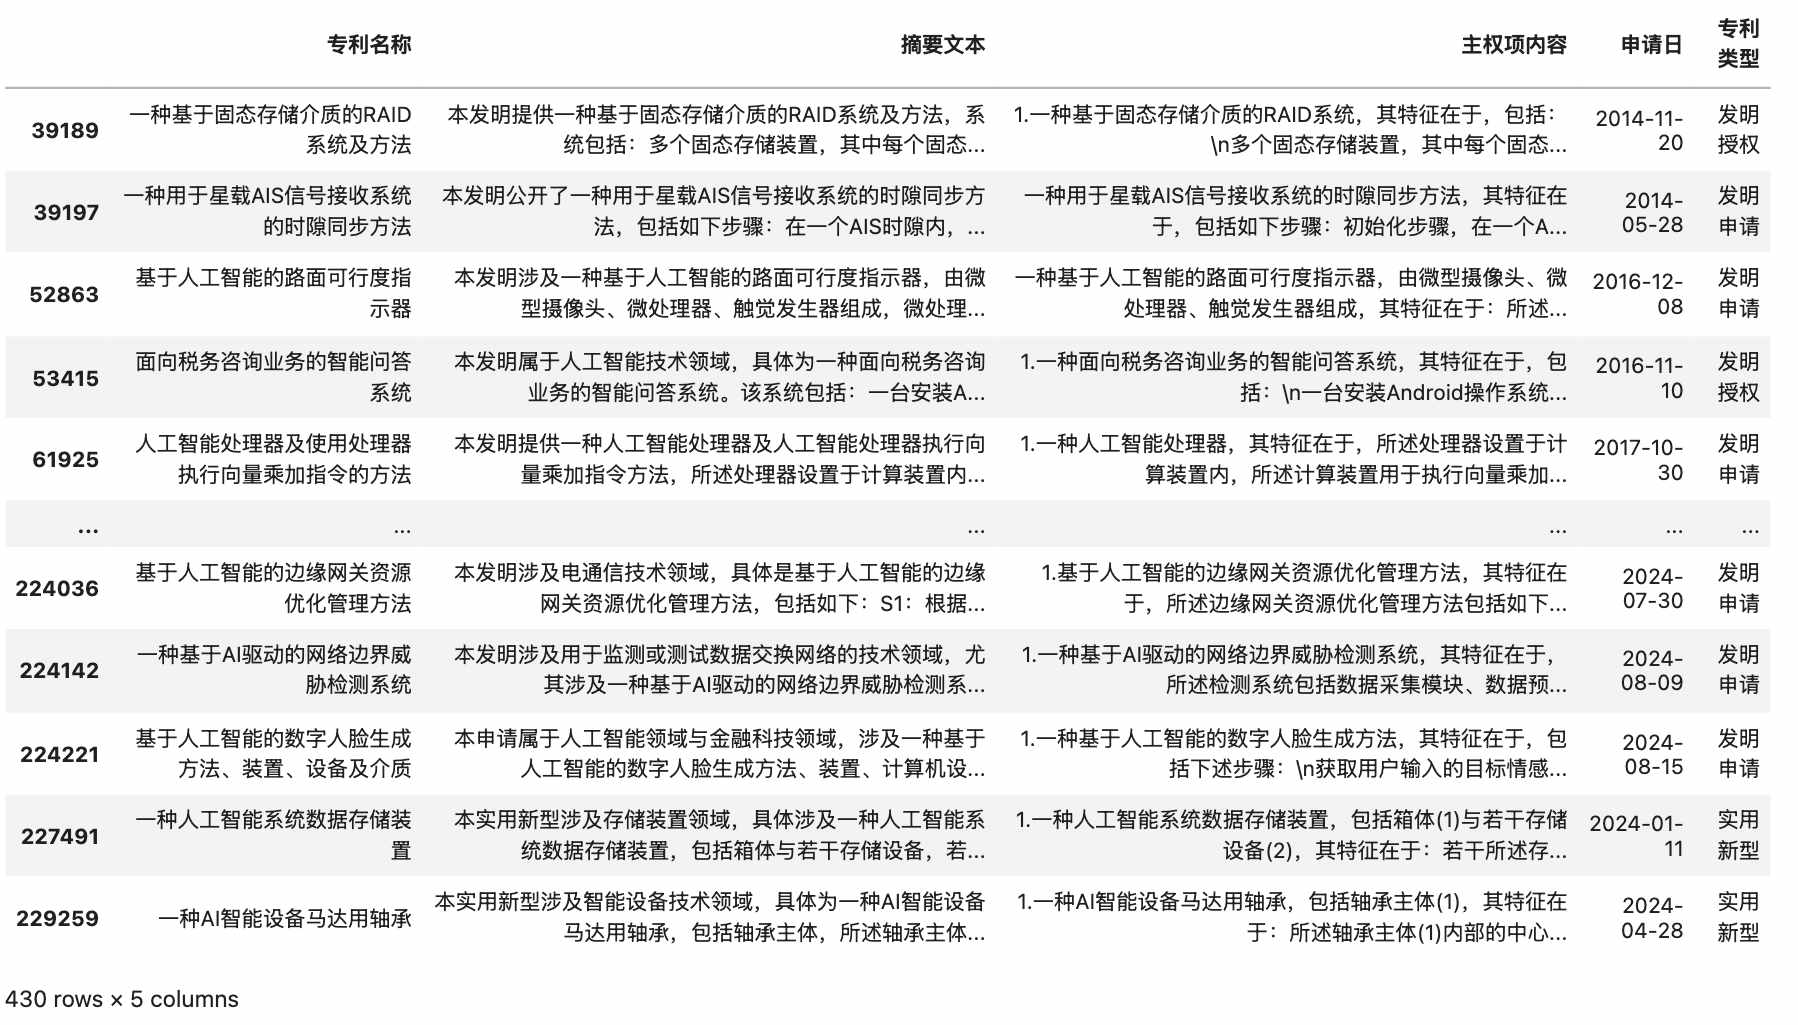 专利名称 摘要文本 主权项内容 申请日 专利
类型
39189 一种基于固态存储介质的RAID 本发明提供一种基于固态存储介质的RAID系统及方法，系 1.一种基于固态存储介质的RAID系统，其特征在于，包括： 2014-11- 发明
系统及方法 统包括：多个固态存储装置，其中每个固态... \n多个固态存储装置，其中每个固态... 20 授权
39197 一种用于星载AIS信号接收系统 本发明公开了一种用于星载AIS信号接收系统的时隙同步方 一种用于星载AIS信号接收系统的时隙同步方法，其特征在 2014- 发明
的时隙同步方法 法，包括如下步骤：在一个AIS时隙内，... 于，包括如下步骤：初始化步骤，在一个A... 05-28 申请
52863 基于人工智能的路面可行度指 本发明涉及一种基于人工智能的路面可行度指示器，由微 一种基于人工智能的路面可行度指示器，由微型摄像头、微 2016-12- 发明
示器 型摄像头、微处理器、触觉发生器组成，微处理... 处理器、触觉发生器组成，其特征在于：所述... 08 申请
53415 面向税务咨询业务的智能问答 本发明属于人工智能技术领域，具体为一种面向税务咨询 1.一种面向税务咨询业务的智能问答系统，其特征在于，包 2016-11- 发明
系统 业务的智能问答系统。该系统包括：一台安装A... 括：\n一台安装Android操作系统... 10 授权
61925 人工智能处理器及使用处理器 本发明提供一种人工智能处理器及人工智能处理器执行向 1.一种人工智能处理器，其特征在于，所述处理器设置于计 2017-10- 发明
执行向量乘加指令的方法 量乘加指令方法，所述处理器设置于计算装置内... 算装置内，所述计算装置用于执行向量乘加... 30 申请
... ... ... ... ... ...
224036 基于人工智能的边缘网关资源 本发明涉及电通信技术领域，具体是基于人工智能的边缘 1.基于人工智能的边缘网关资源优化管理方法，其特征在 2024- 发明
优化管理方法 网关资源优化管理方法，包括如下：S1：根据... 于，所述边缘网关资源优化管理方法包括如下... 07-30 申请
224142 一种基于AI驱动的网络边界威 本发明涉及用于监测或测试数据交换网络的技术领域，尤 1.一种基于AI驱动的网络边界威胁检测系统，其特征在于， 2024- 发明
胁检测系统 其涉及一种基于AI驱动的网络边界威胁检测系... 所述检测系统包括数据采集模块、数据预... 08-09 申请
224221 基于人工智能的数字人脸生成 本申请属于人工智能领域与金融科技领域，涉及一种基于 1.一种基于人工智能的数字人脸生成方法，其特征在于，包 2024- 发明
方法、装置、设备及介质 人工智能的数字人脸生成方法、装置、计算机设... 括下述步骤：\n获取用户输入的目标情感... 08-15 申请
227491 一种人工智能系统数据存储装 本实用新型涉及存储装置领域，具体涉及一种人工智能系 1.一种人工智能系统数据存储装置，包括箱体(1)与若干存储 2024-01- 实用
置 统数据存储装置，包括箱体与若干存储设备，若... 设备(2)，其特征在于：若干所述存... 11 新型
229259 一种AI智能设备马达用轴承 本实用新型涉及智能设备技术领域，具体为一种AI智能设备 1.一种AI智能设备马达用轴承，包括轴承主体(1)，其特征在 2024- 实用
马达用轴承，包括轴承主体，所述轴承主体... 于：所述轴承主体(1)内部的中心... 04-28 新型
430 rows × 5 columns